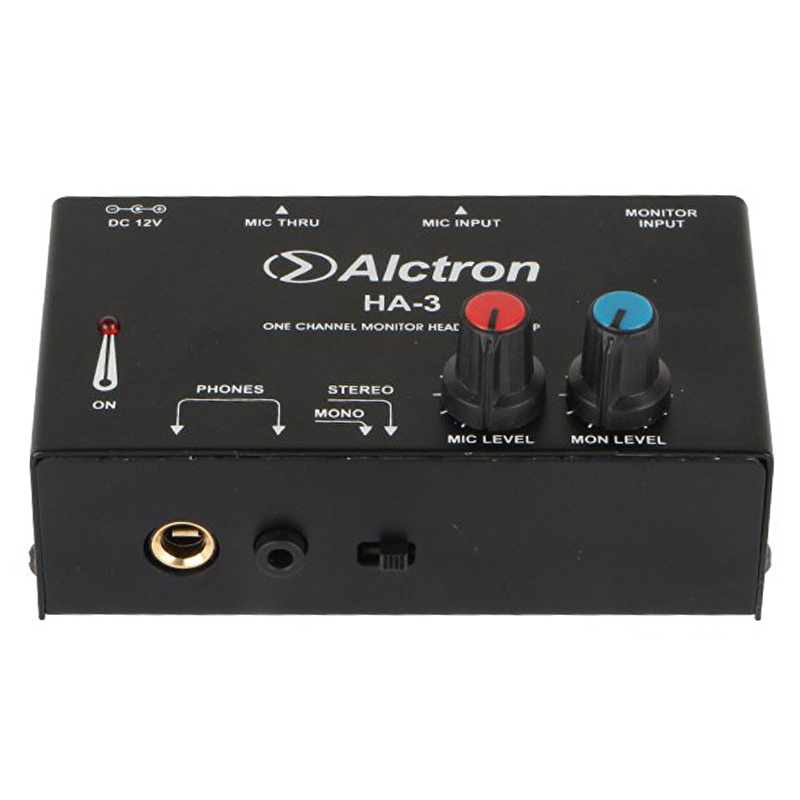 DC 12V
MIC THRU
MIC INPUT
MONITOR
INPUT
Alctron
HA-3
ONE CHANNEL MONITOR HEAD P
ON
PHONES
STEREO
MONO
MIC LEVEL
MON LEVEL